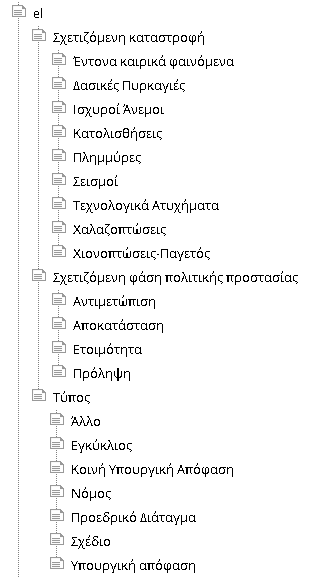 el
Σχετιζόμενη καταστροφή
Έντονα καιρικά φαινόμενα
Δασικές Πυρκαγιές
Ισχυροί Άνεμοι
Κατολισθήσεις
Πλημμύρες
Σεισμοί
Τεχνολογικά Ατυχήματα
Χαλαζοπτώσεις
Χιονοπτώσεις-Παγετός
Σχετιζόμενη φάση πολιτικής προστασίας
Αντιμετώπιση
Αποκατάσταση
Ετοιμότητα
Πρόληψη
Τύπος
Άλλο
Εγκύκλιος
Κοινή Υπουργική Απόφαση
Νόμος
Προεδρικό Διάταγμα
Σχέδιο
Υπουργική απόφαση